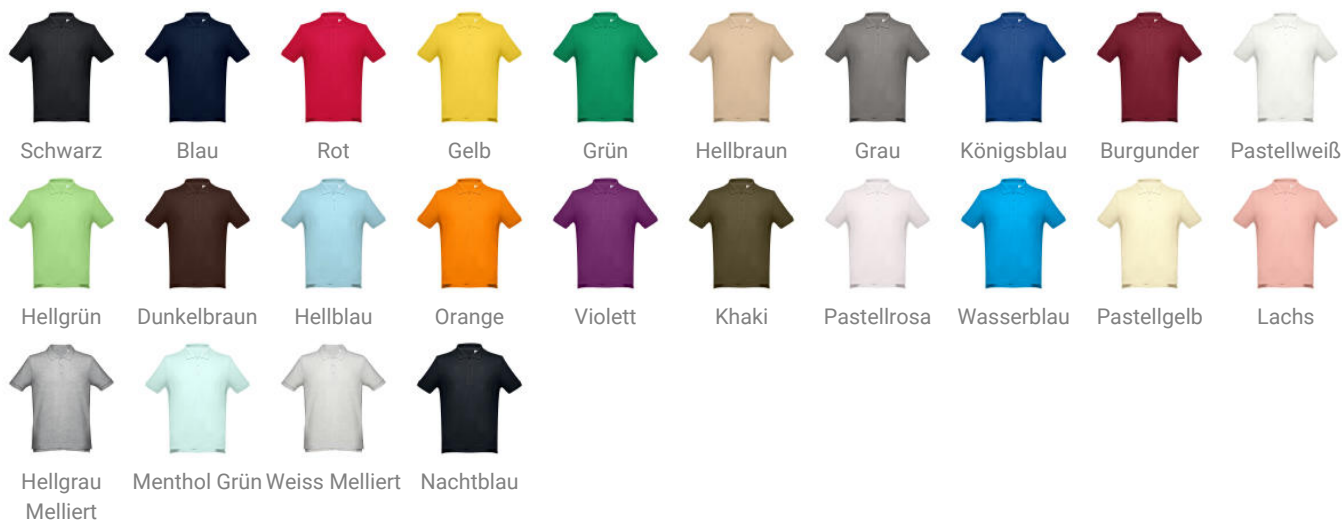 Schwarz Blau Rot Gelb Grün Hellbraun Grau Königsblau Burgunder Pastellweiß
Hellgrün Dunkelbraun Hellblau Orange Violett Khaki Pastellrosa Wasserblau Pastellgelb Lachs
Hellgrau Menthol Grün Weiss Melliert Nachtblau
Melliert